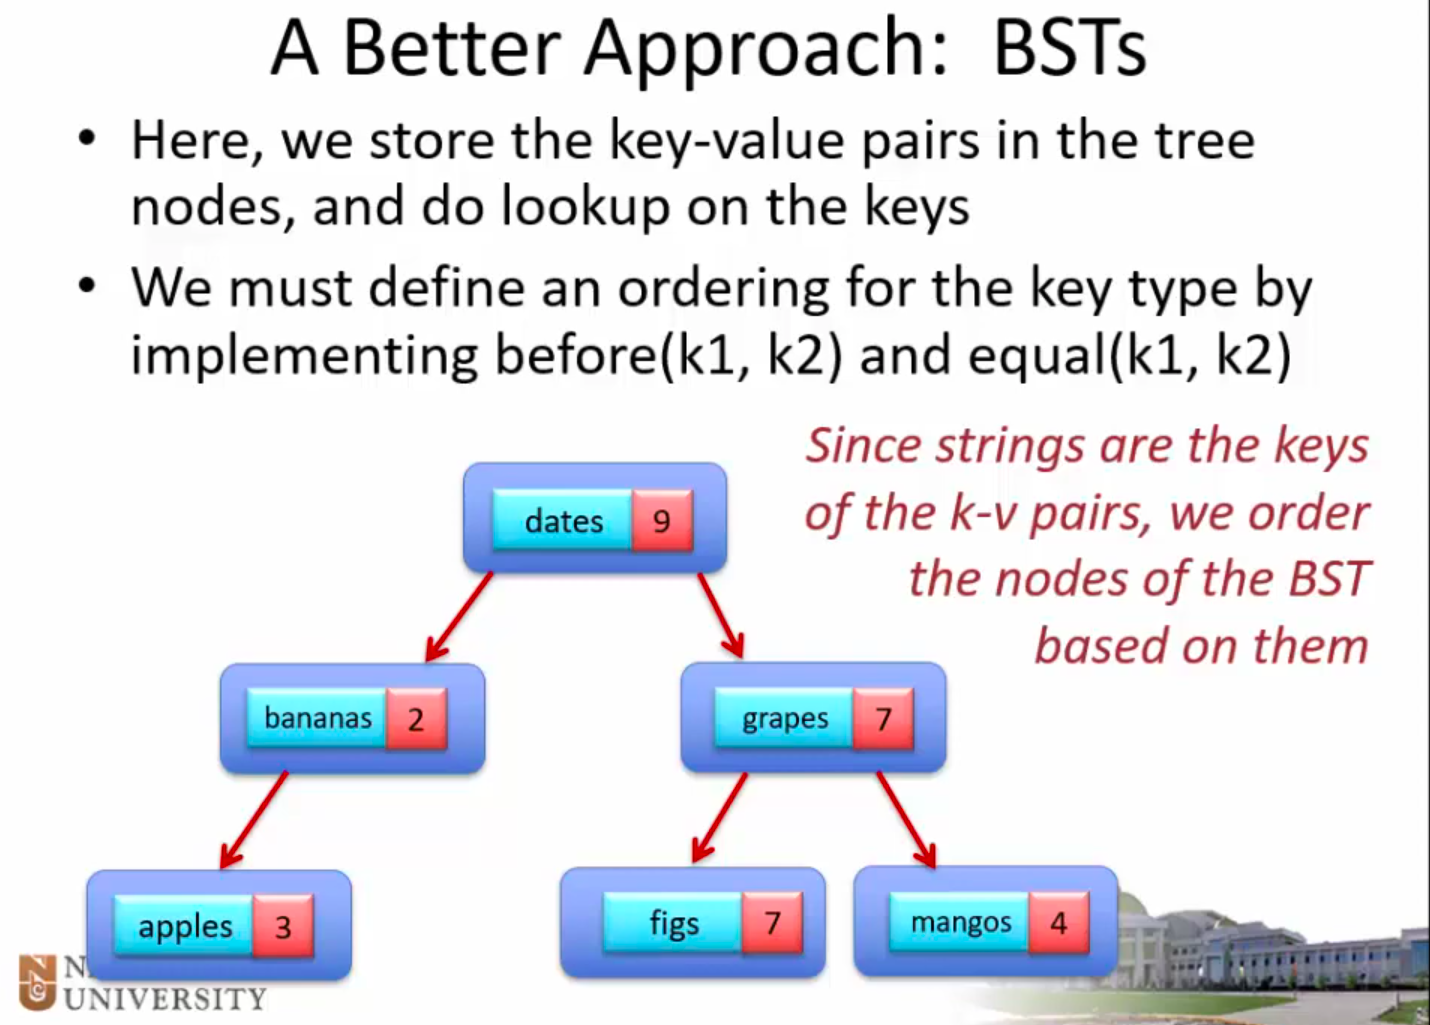 A Better Approach:  BSTs
• Here, we store the key-value pairs in the tree
nodes, and do lookup on the keys
• We must define an ordering for the key type by
implementing before(k1, k2) and equal(k1, k2)
Since strings are the keys
of the k-v pairs, we order
the nodes of the BST
based on them
dates 9
bananas 2
grapes 7
apples 3
figs 7
mangos 4
UNIVERSITY